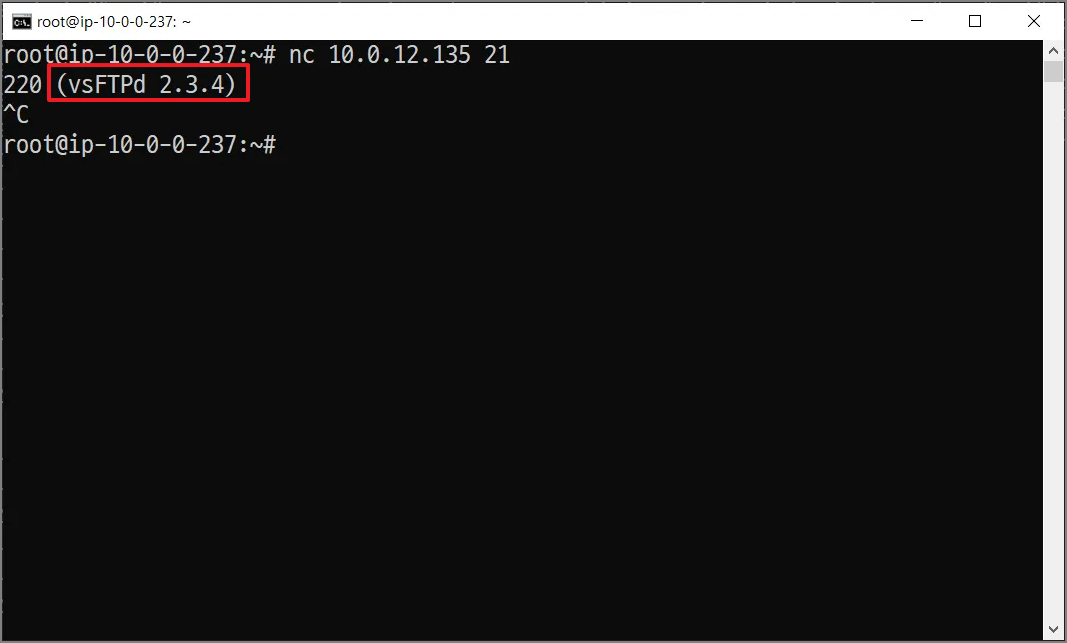 root@ip-10-0-0-237: ~
root@ip-10-0-0-237:~# nc 10.0.12.135 21
220 (vsFTPd 2.3.4)
^C
root@ip-10-0-0-237:~#